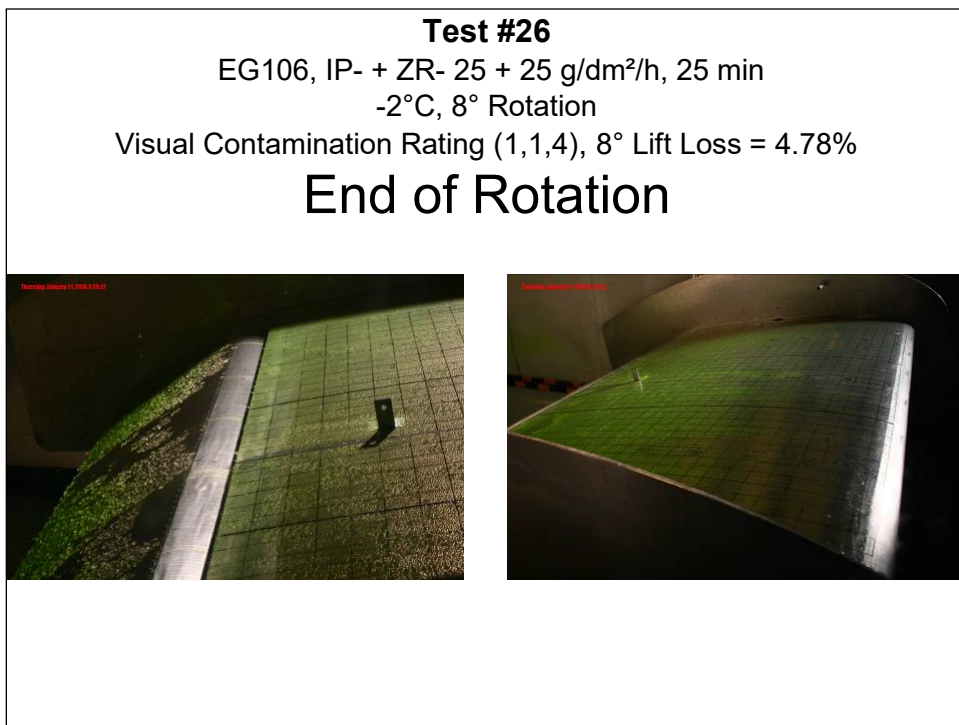 Test #26
EG106, IP- + ZR- 25 + 25 g/dm²/h, 25 min
-2°C, 8° Rotation
Visual Contamination Rating (1,1,4), 8° Lift Loss = 4.78%
End of Rotation